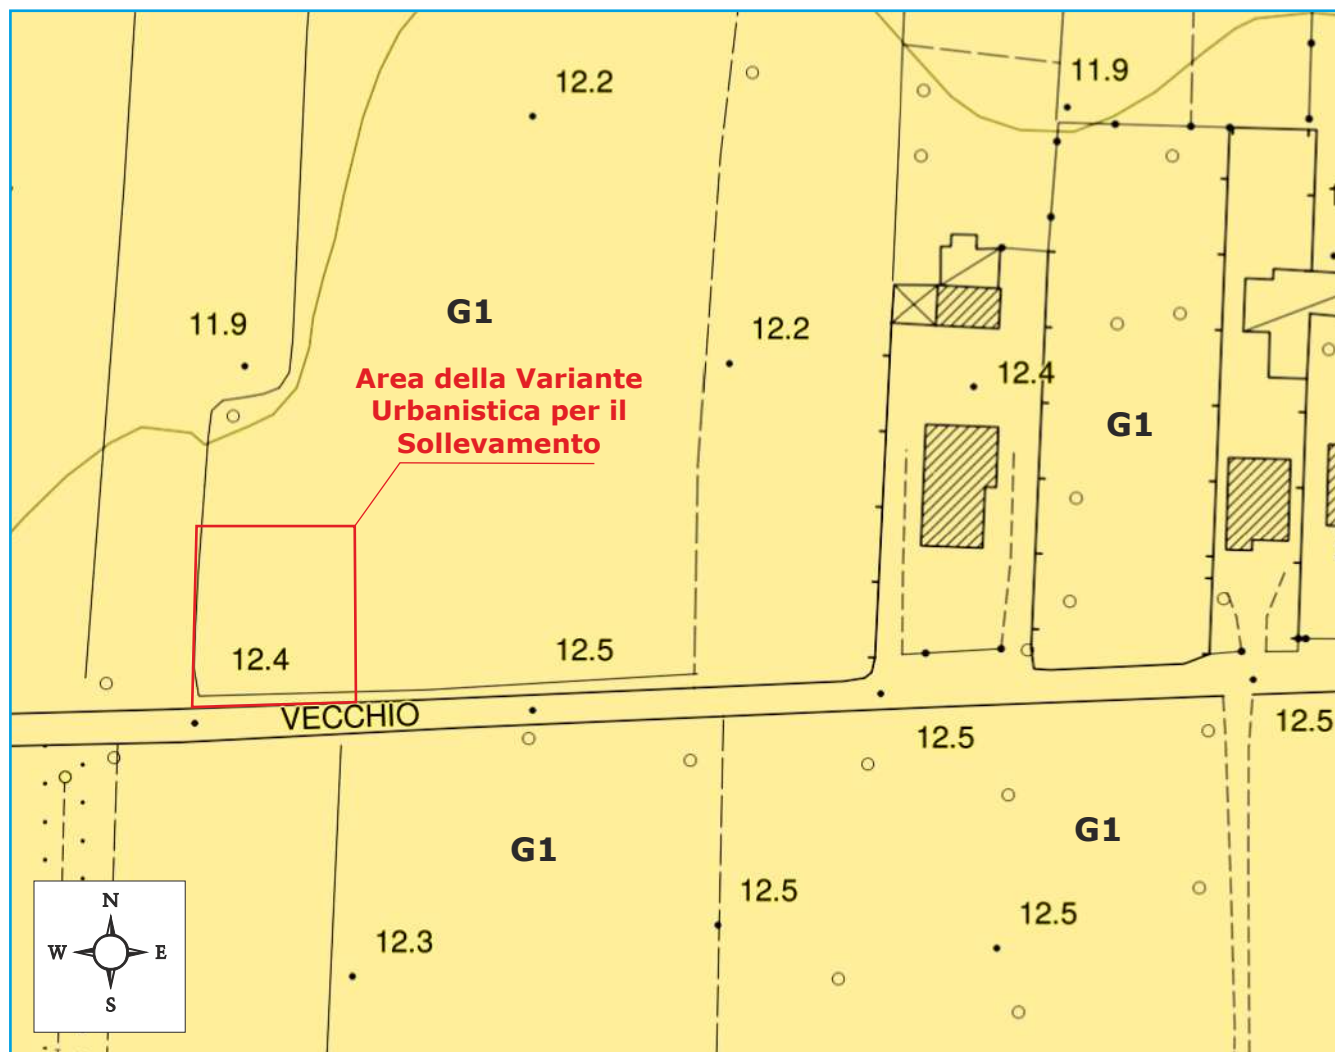 12.2
11.9
G1
11.9
12.2
Area della Variante
Urbanistica per il
Sollevamento
12.4
G1
12.4
12.5
VECCHIO
12.5
12.5
G1
G1
12.5
12.5
12.3
N
W E
S